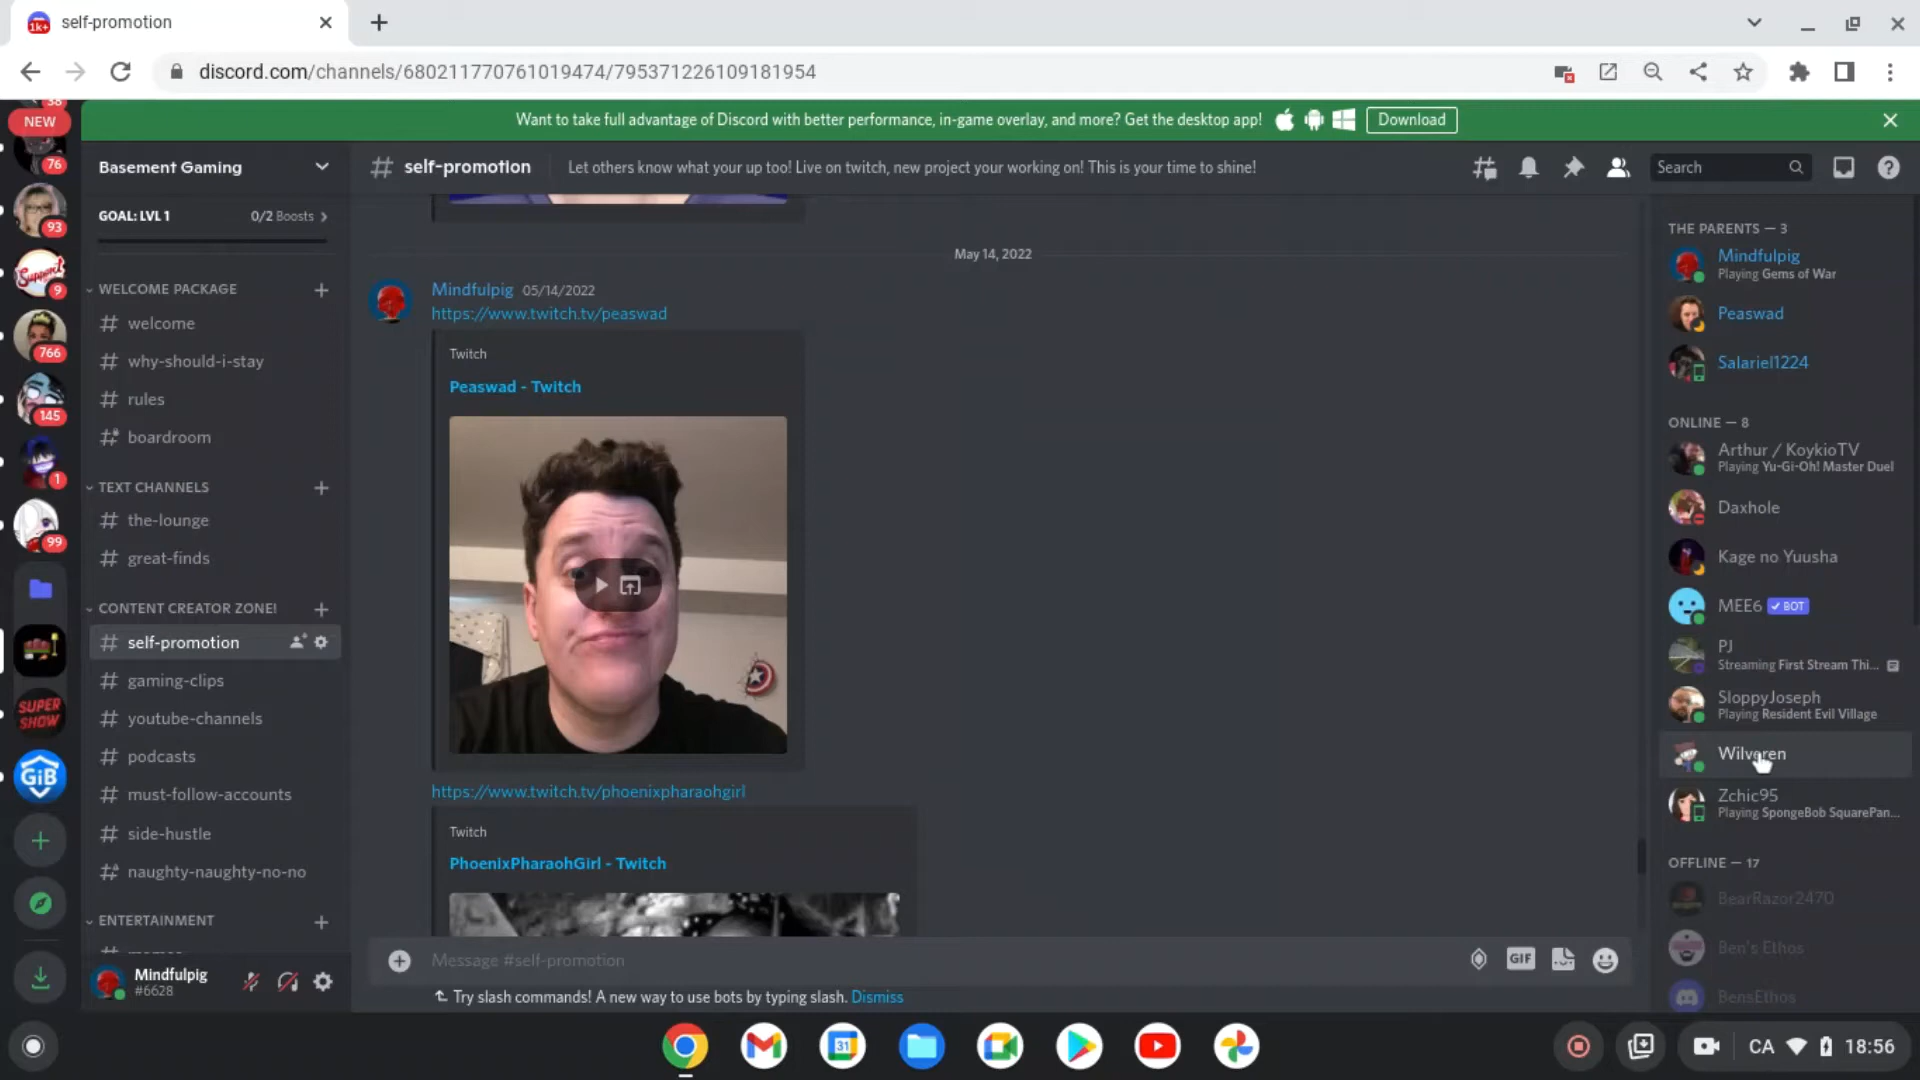 self-promotion
discord.com/channels/680211770761019474/795371226109181954
Want to take full advantage of Discord with better performance, in-game overlay, and more? Get the desktop app!
Download
38
NEW
76
93
Support
9
766
145
1
99
SUPER
SHOW
GiB
Basement Gaming
GOAL: LVL 1
0/2 Boosts
WELCOME PACKAGE
welcome
why-should-i-stay
rules
boardroom
TEXT CHANNELS
the-lounge
great-finds
CONTENT CREATOR ZONE!
self-promotion
gaming-clips
youtube-channels
podcasts
must-follow-accounts
side-hustle
naughty-naughty-no-no
ENTERTAINMENT
Mindfulpig
#6628
self-promotion
Let others know what your up too! Live on twitch, new project your working on! This is your time to shine!
Search
May 14, 2022
Mindfulpig 05/14/2022
https://www.twitch.tv/peaswad
Twitch
Peaswad - Twitch
https://www.twitch.tv/phoenixpharaohgirl
Twitch
PhoenixPharaohGirl - Twitch
Message #self-promotion
GIF
Try slash commands! A new way to use bots by typing slash. Dismiss
THE PARENTS — 3
Mindfulpig
Playing Gems of War
Peaswad
Salariel1224
ONLINE — 8
Arthur / KoykioTV
Playing Yu-Gi-Oh! Master Duel
Daxhole
Kage no Yuusha
MEE6 BOT
PJ
Streaming First Stream Thi...
SloppyJoseph
Playing Resident Evil Village
Zchic95
Playing SpongeBob SquarePan...
OFFLINE — 17
BearRazor2470
Ben's Ethos
BensEthos
31
CA
18:56